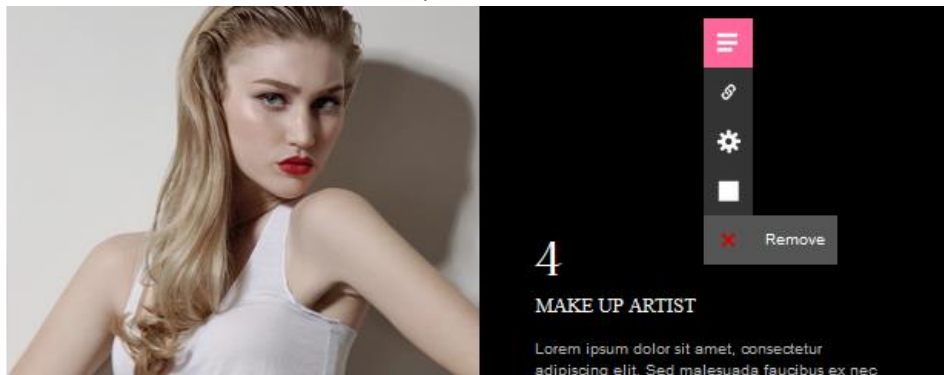 Remove
4
MAKE UP ARTIST
Lorem ipsum dolor sit amet, consectetur
adipiscing elit. Sed malesuada faucibus ex nec